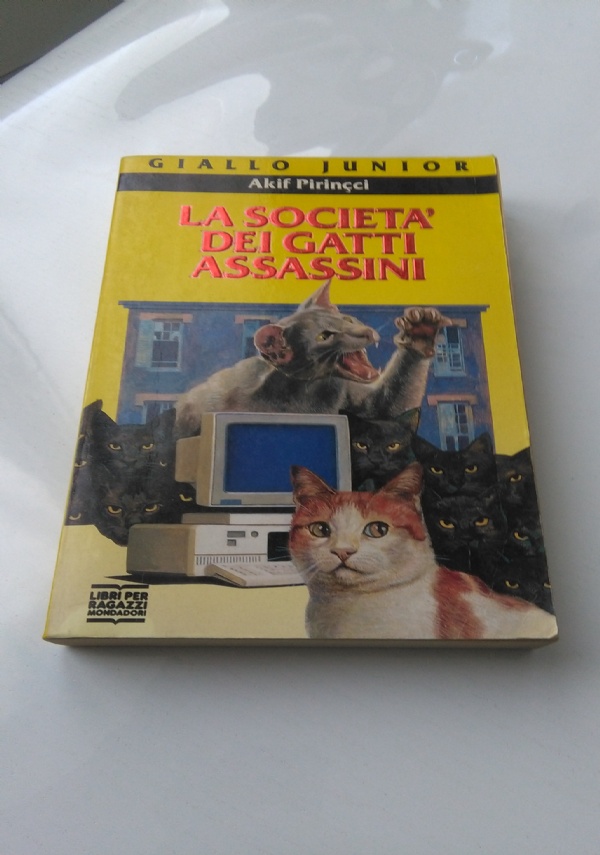 GIALLO JUNIOR
Akif Pirinçci
LA SOCIETA'
DEI GATTI
ASSASSINI
LIBRI PER
RAGAZZI
MONDADORI